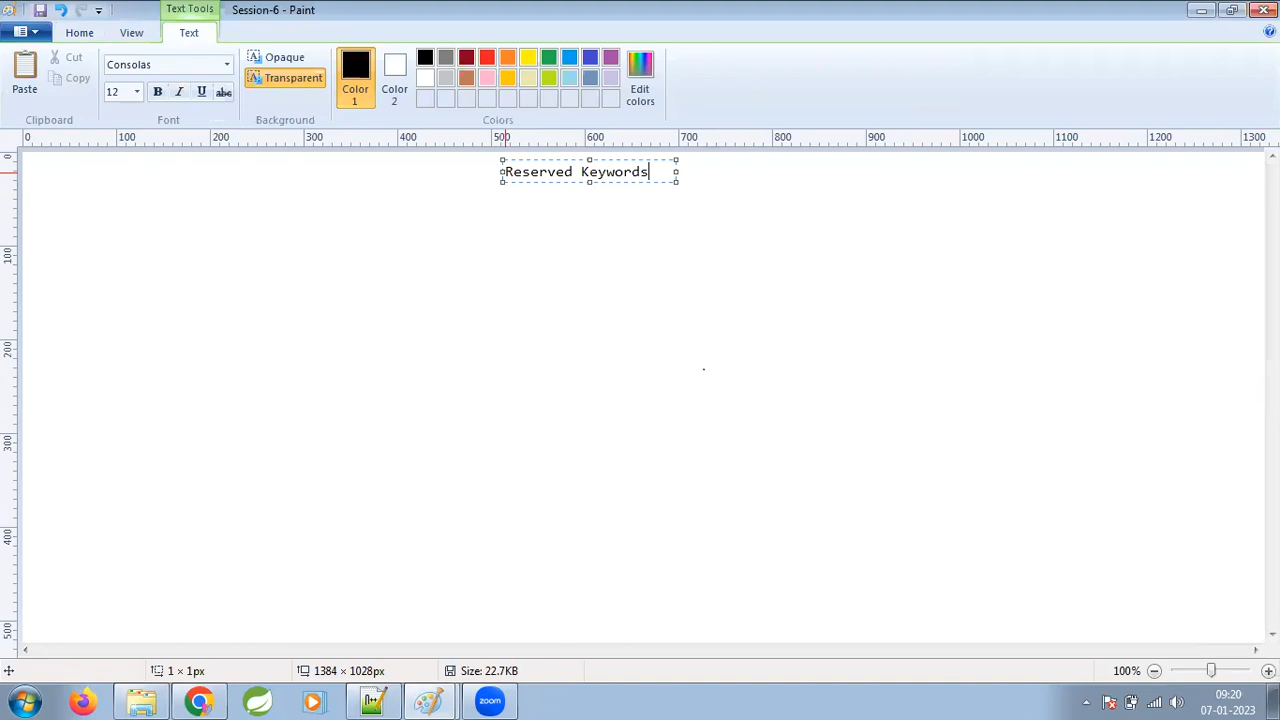 Text Tools
Session-6 - Paint
Home
View
Text
Paste
Cut
Copy
Clipboard
Consolas
12
B I U abc
Font
Opaque
Transparent
Background
Color 1
Color 2
Edit colors
Colors
0 100 200 300 400 500 600 700 800 900 1000 1100 1200 1300
0
100
200
300
400
500
Reserved Keywords
1 × 1px
1384 × 1028px
Size: 22.7KB
100%
zoom
09:20
07-01-2023